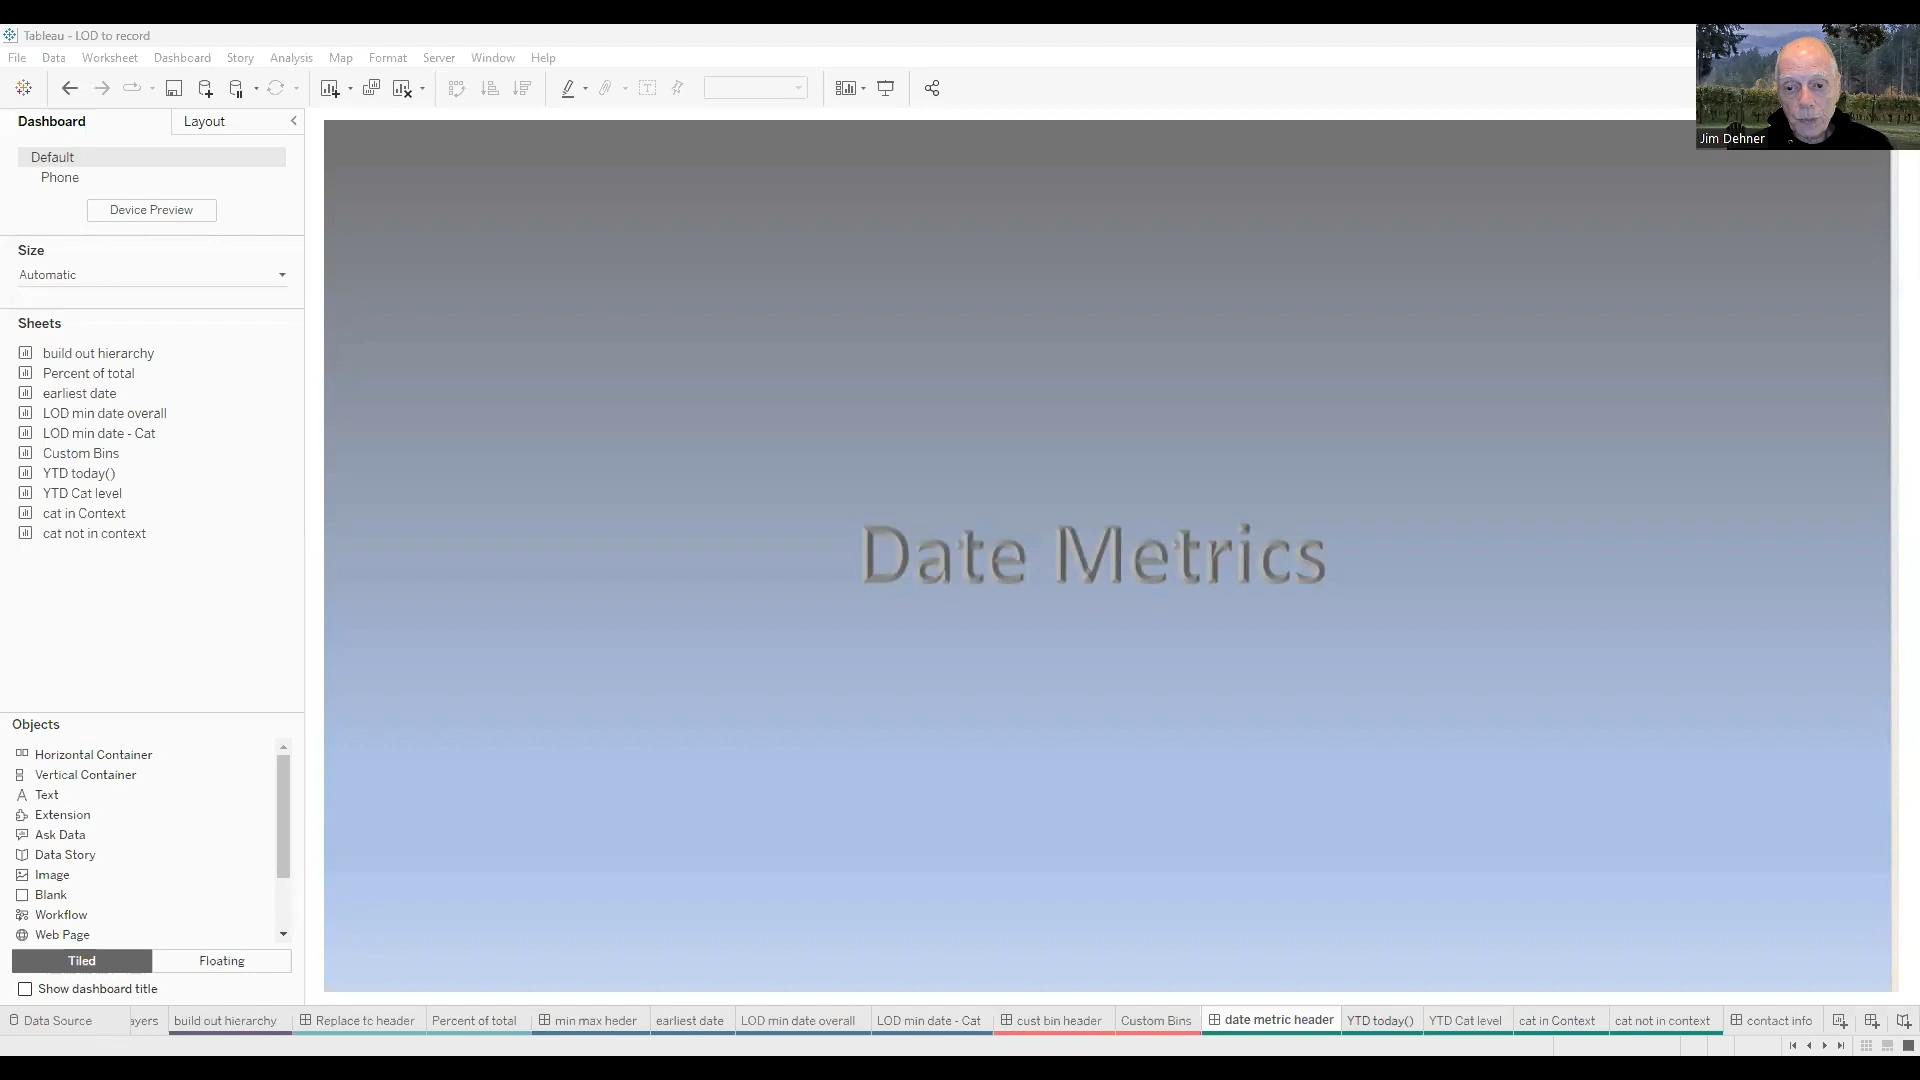 Tableau - LOD to record
File Data Worksheet Dashboard Story Analysis Map Format Server Window Help
Jim Dehner
Dashboard Layout
Default
Phone
Device Preview
Size
Automatic
Sheets
build out hierarchy
Percent of total
earliest date
LOD min date overall
LOD min date - Cat
Custom Bins
YTD today()
YTD Cat level
cat in Context
cat not in context
Date Metrics
Objects
Horizontal Container
Vertical Container
Text
Extension
Ask Data
Data Story
Image
Blank
Workflow
Web Page
Tiled Floating
Show dashboard title
Data Source ayers build out hierarchy Replace tc header Percent of total min max heder earliest date LOD min date overall LOD min date - Cat cust bin header Custom Bins date metric header YTD today() YTD Cat level cat in Context cat not in context contact info